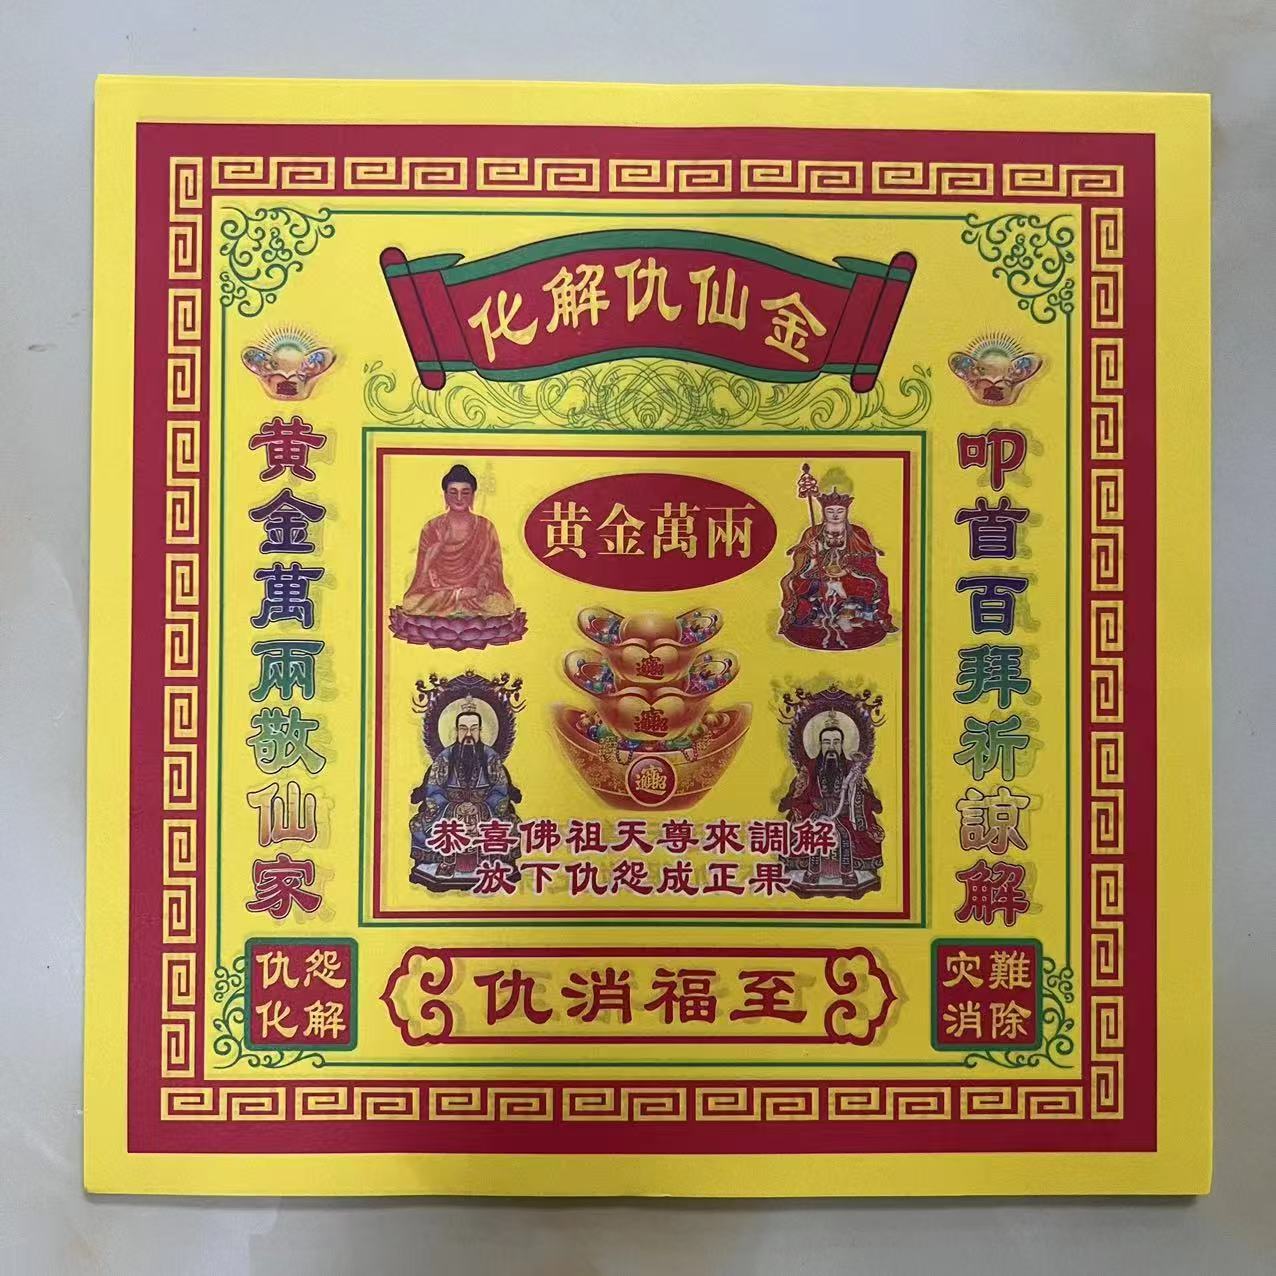 化解仇仙金
黄金萬兩
黄金萬兩敬仙家
叩首百拜祈諒解
恭喜佛祖天尊來調解
放下仇怨成正果
仇怨
化解
仇消福至
灾難
消除